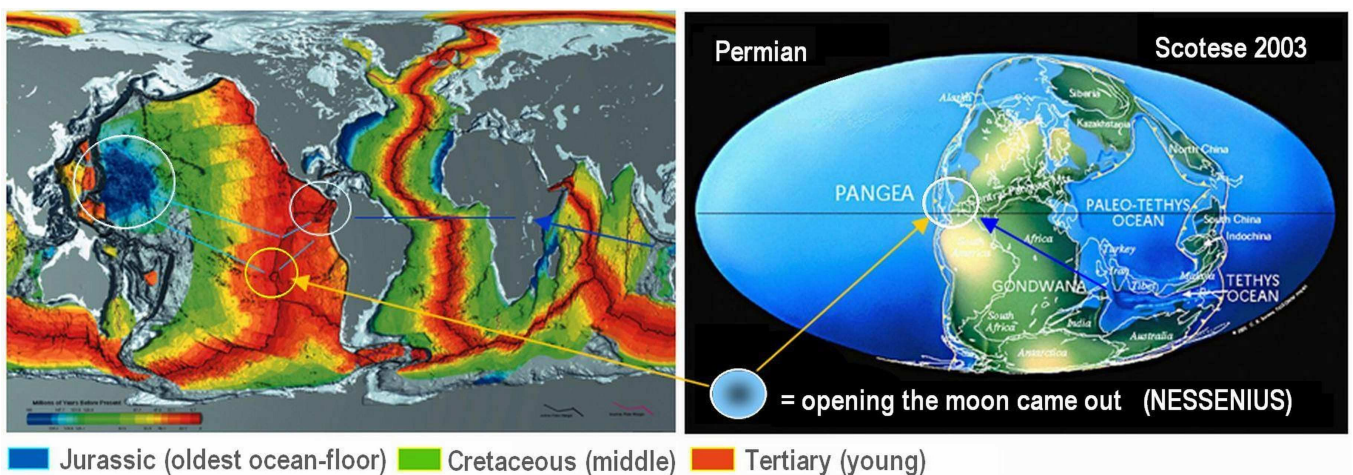 Permian
Scotese 2003
Siberia
Kazakhstania
North China
PANGEA
PALEO-TETHYS
OCEAN
South China
Indochina
Africa
Turkey
Iran
Tibet
Malaya
TETHYS
OCEAN
GONDWANA
South
America
South
Africa
India
Australia
Antarctica
Millions of Years Before Present
= opening the moon came out (NESSENIUS)
Jurassic (oldest ocean-floor)
Cretaceous (middle)
Tertiary (young)